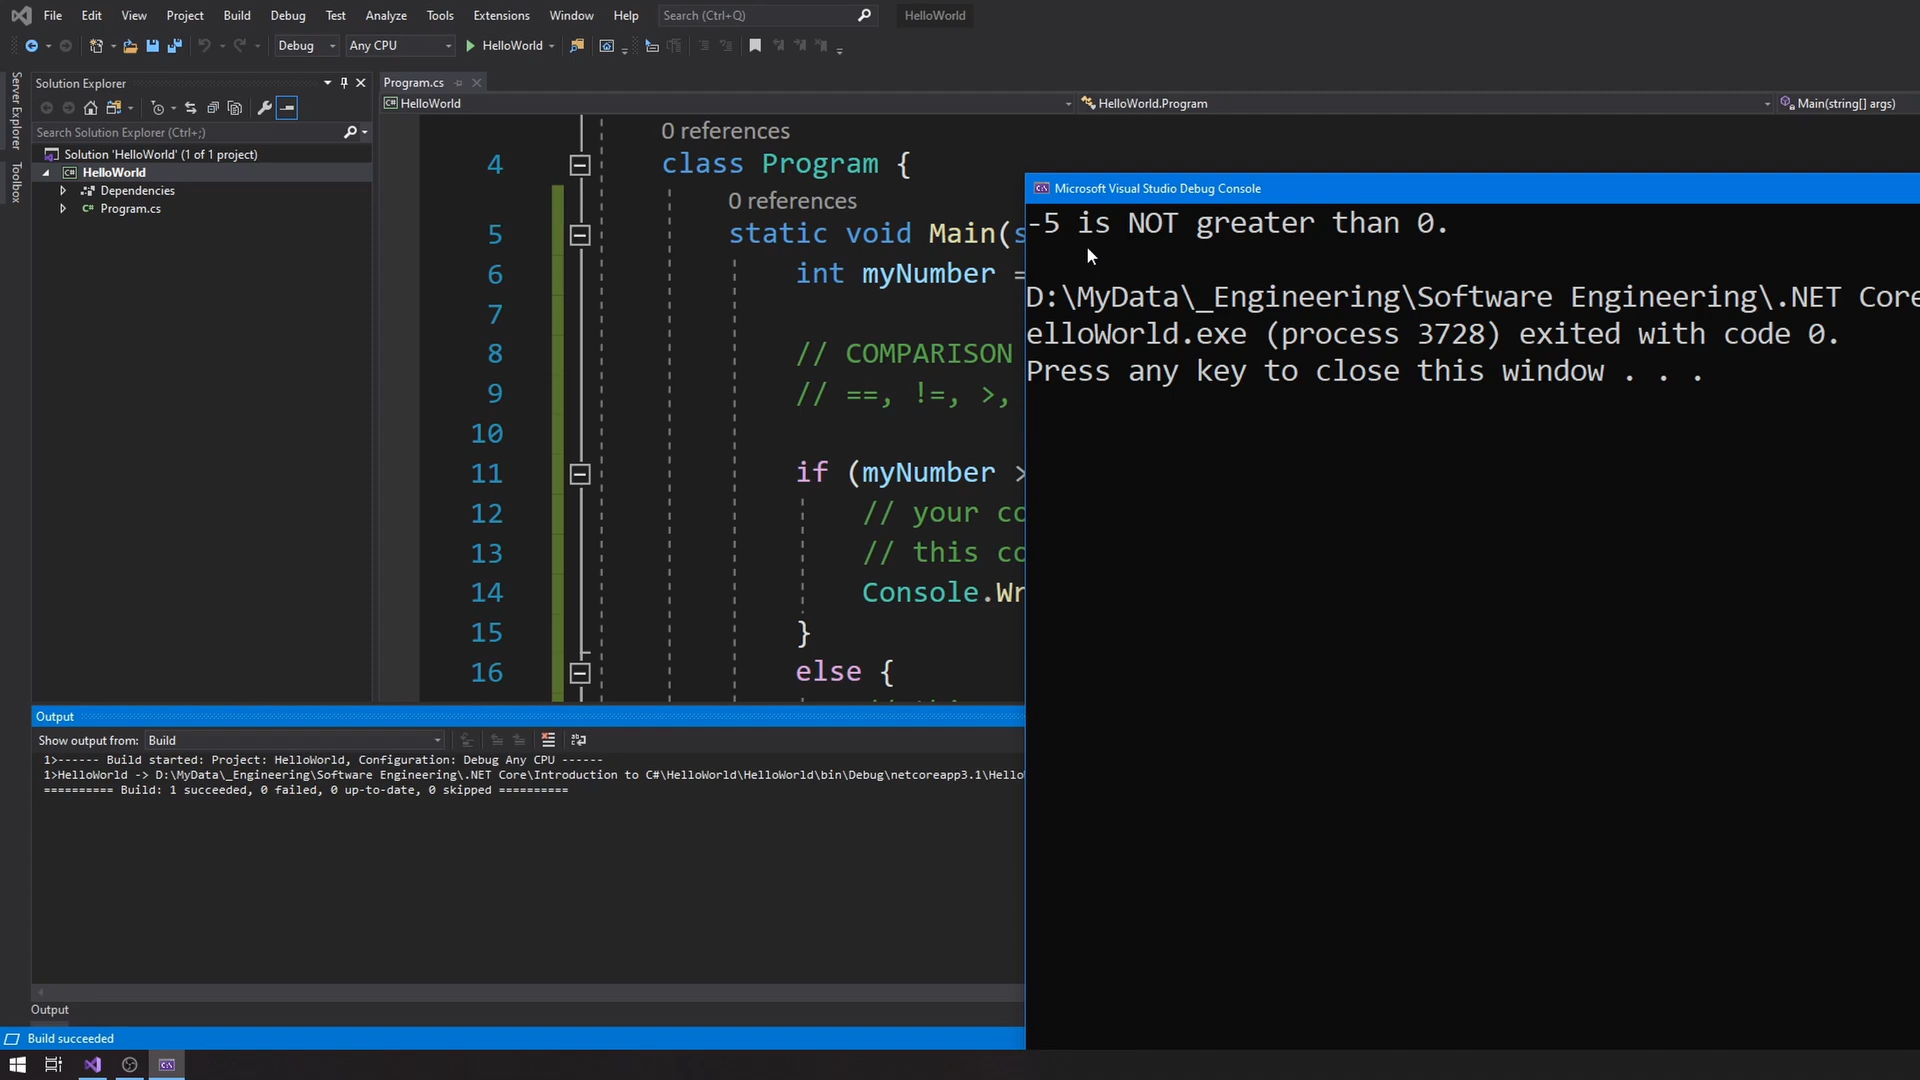 File Edit View Project Build Debug Test Analyze Tools Extensions Window Help Search (Ctrl+Q) HelloWorld
Debug Any CPU HelloWorld
Server Explorer
Toolbox
Solution Explorer
Search Solution Explorer (Ctrl+;)
Solution 'HelloWorld' (1 of 1 project)
HelloWorld
Dependencies
Program.cs
Program.cs
HelloWorld HelloWorld.Program Main(string[] args)
0 references
4 class Program {
0 references
5 static void Main(s
6 int myNumber =
7
8 // COMPARISON
9 // ==, !=, >,
10
11 if (myNumber >
12 // your co
13 // this co
14 Console.Wr
15 }
16 else {
Microsoft Visual Studio Debug Console
-5 is NOT greater than 0.
D:\MyData\_Engineering\Software Engineering\.NET Core
elloWorld.exe (process 3728) exited with code 0.
Press any key to close this window . . .
Output
Show output from: Build
1>------ Build started: Project: HelloWorld, Configuration: Debug Any CPU ------
1>HelloWorld -> D:\MyData\_Engineering\Software Engineering\.NET Core\Introduction to C#\HelloWorld\HelloWorld\bin\Debug\netcoreapp3.1\Hello
========== Build: 1 succeeded, 0 failed, 0 up-to-date, 0 skipped ==========
Output
Build succeeded